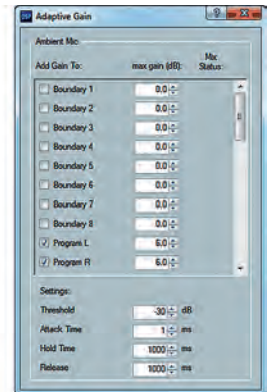 Adaptive Gain
Ambient Mic:
Add Gain To: max gain (dB): Mix Status:
Boundary 1 0.0
Boundary 2 0.0
Boundary 3 0.0
Boundary 4 0.0
Boundary 5 0.0
Boundary 6 0.0
Boundary 7 0.0
Boundary 8 0.0
Program L 6.0
Program R 6.0
Settings:
Threshold -30 dB
Attack Time 1 ms
Hold Time 1000 ms
Release 1000 ms